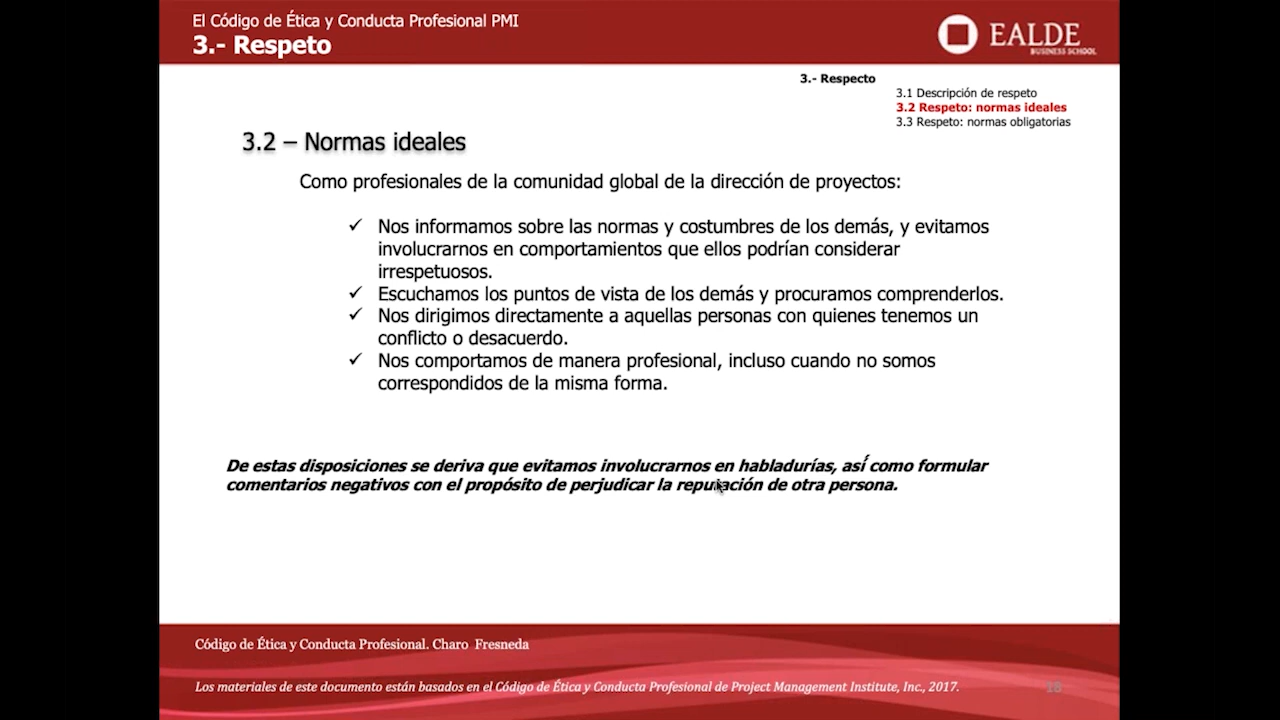 El Código de Ética y Conducta Profesional PMI
3.- Respeto
EALDE
BUSINESS SCHOOL
3.- Respecto
3.1 Descripción de respeto
3.2 Respeto: normas ideales
3.3 Respeto: normas obligatorias
3.2 – Normas ideales
Como profesionales de la comunidad global de la dirección de proyectos:
✓ Nos informamos sobre las normas y costumbres de los demás, y evitamos
involucrarnos en comportamientos que ellos podrían considerar
irrespetuosos.
✓ Escuchamos los puntos de vista de los demás y procuramos comprenderlos.
✓ Nos dirigimos directamente a aquellas personas con quienes tenemos un
conflicto o desacuerdo.
✓ Nos comportamos de manera profesional, incluso cuando no somos
correspondidos de la misma forma.
De estas disposiciones se deriva que evitamos involucrarnos en habladurías, así como formular
comentarios negativos con el propósito de perjudicar la reputación de otra persona.
Código de Ética y Conducta Profesional. Charo Fresneda
Los materiales de este documento están basados en el Código de Ética y Conducta Profesional de Project Management Institute, Inc., 2017.